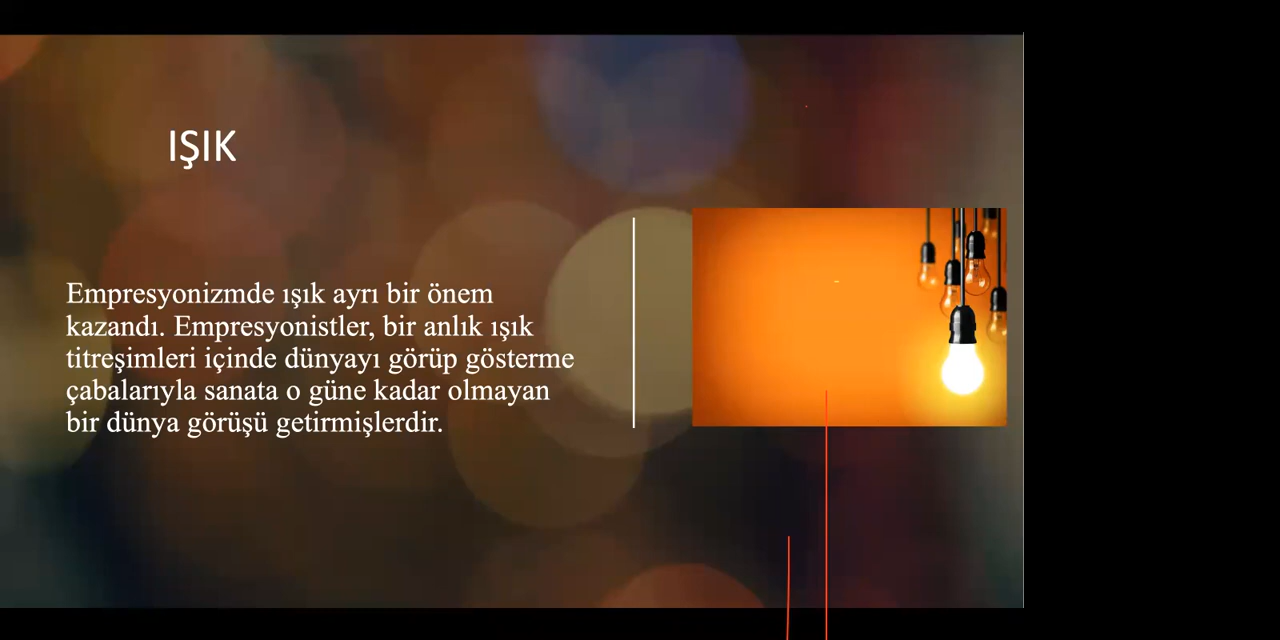 IŞIK
Empresyonizmde ışık ayrı bir önem
kazandı. Empresyonistler, bir anlık ışık
titreşimleri içinde dünyayı görüp gösterme
çabalarıyla sanata o güne kadar olmayan
bir dünya görüşü getirmişlerdir.